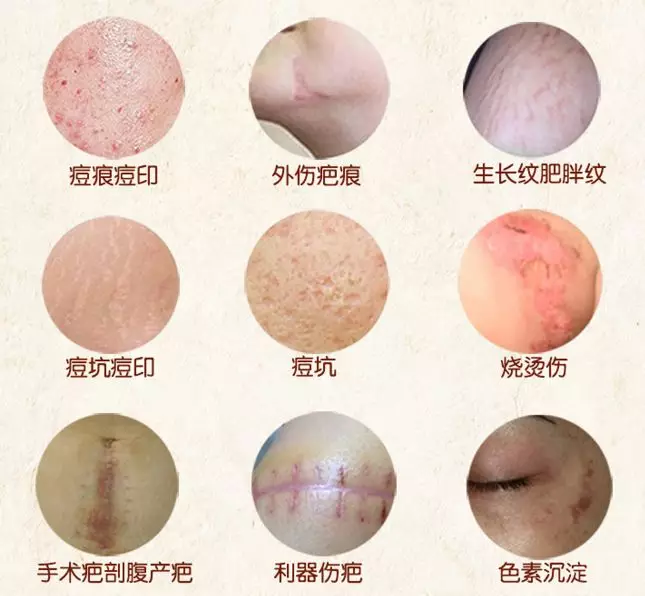 痘痕痘印
外伤疤痕
生长纹肥胖纹
痘坑痘印
痘坑
烧烫伤
手术疤剖腹产疤
利器伤疤
色素沉淀